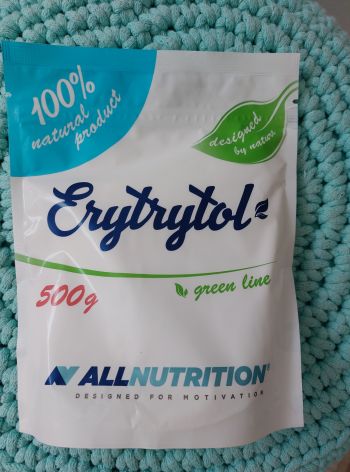 100%
natural
product
designed
by nature
Erytrytol
500g
green line
ALLNUTRITION®
DESIGNED FOR MOTIVATION